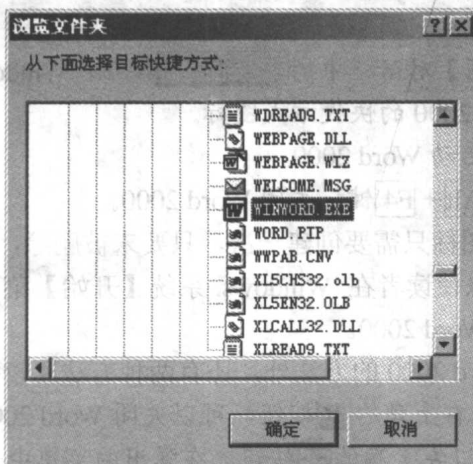 浏览文件夹
从下面选择目标快捷方式:
WDREAD9.TXT
WEBPAGE.DLL
WEBPAGE.WIZ
WELCOME.MSG
WINWORD.EXE
WORD.PIP
WWPAB.CNV
XL5CHS32.olb
XL5EN32.OLB
XLCALL32.DLL
XLREAD9.TXT
确定 取消